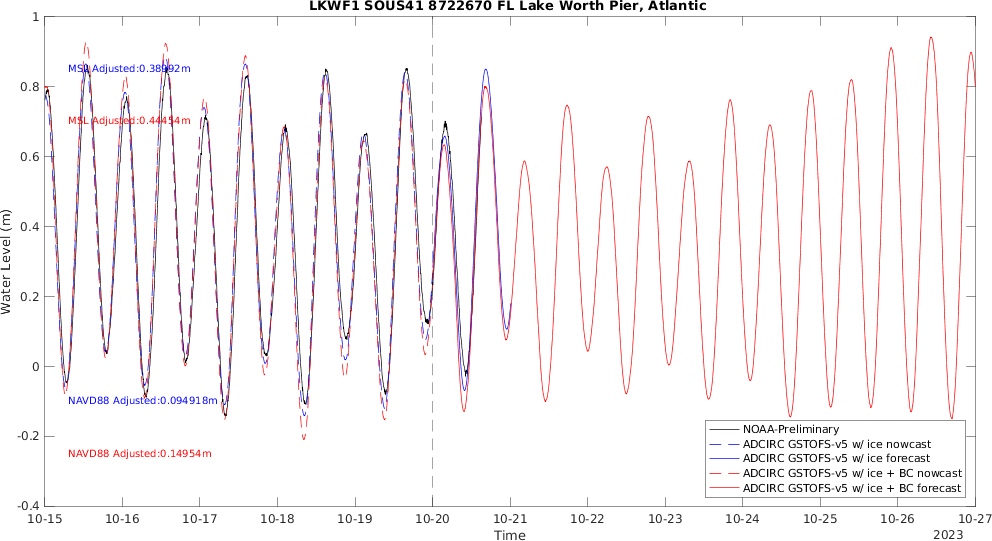 LKWF1 SOUS41 8722670 FL Lake Worth Pier, Atlantic
1
0.8
0.6
0.4
0.2
0
-0.2
-0.4
Water Level (m)
MSL Adjusted:0.38992m
MSL Adjusted:0.44454m
NAVD88 Adjusted:0.094918m
NAVD88 Adjusted:0.14954m
NOAA-Preliminary
ADCIRC GSTOFS-v5 w/ ice nowcast
ADCIRC GSTOFS-v5 w/ ice forecast
ADCIRC GSTOFS-v5 w/ ice + BC nowcast
ADCIRC GSTOFS-v5 w/ ice + BC forecast
10-15 10-16 10-17 10-18 10-19 10-20 10-21 10-22 10-23 10-24 10-25 10-26 10-27
Time
2023